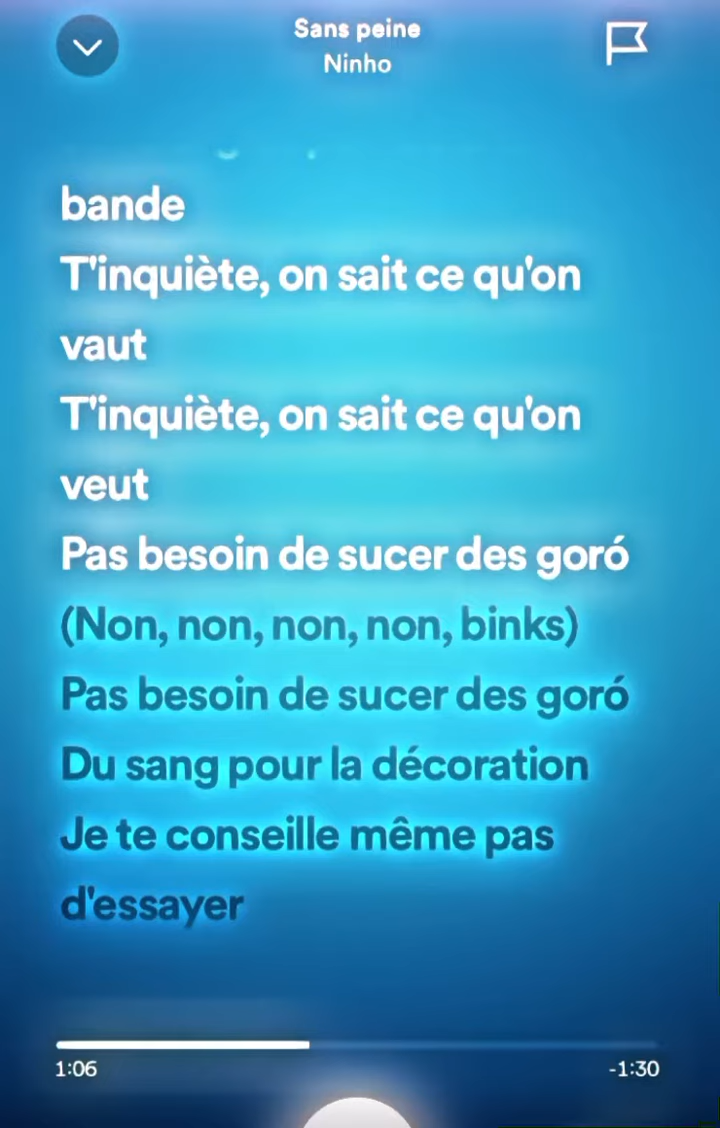 Sans peine
Ninho
bande
T'inquiète, on sait ce qu'on
vaut
T'inquiète, on sait ce qu'on
veut
Pas besoin de sucer des goró
(Non, non, non, non, binks)
Pas besoin de sucer des goró
Du sang pour la décoration
Je te conseille même pas
d'essayer
1:06
-1:30